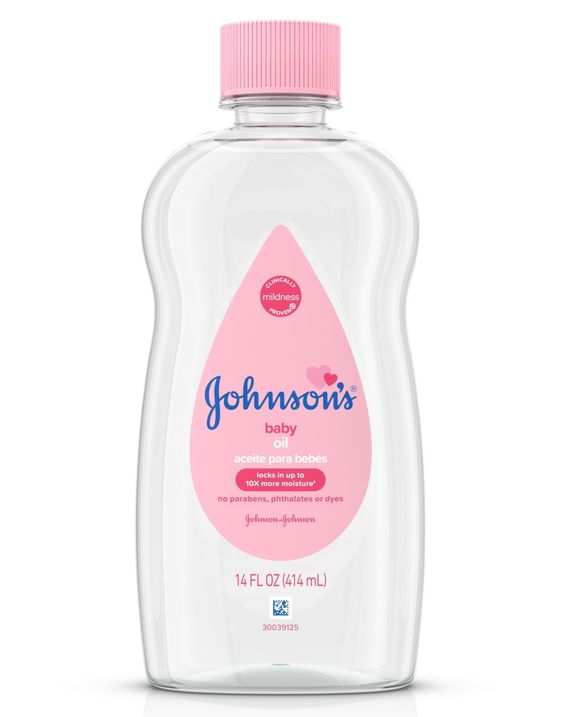 CLINICALLY
mildness
PROVEN®
Johnson's®
baby
oil
aceite para bebés
locks in up to
10X more moisture†
no parabens, phthalates or dyes
Johnson&Johnson
14 FL OZ (414 mL)
30039125